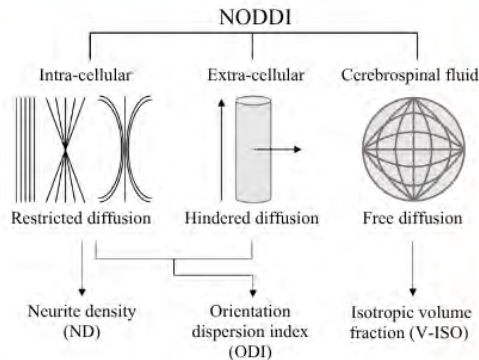 NODDI
Intra-cellular
Extra-cellular
Cerebrospinal fluid
Restricted diffusion
Hindered diffusion
Free diffusion
Neurite density
(ND)
Orientation
dispersion index
(ODI)
Isotropic volume
fraction (V-ISO)